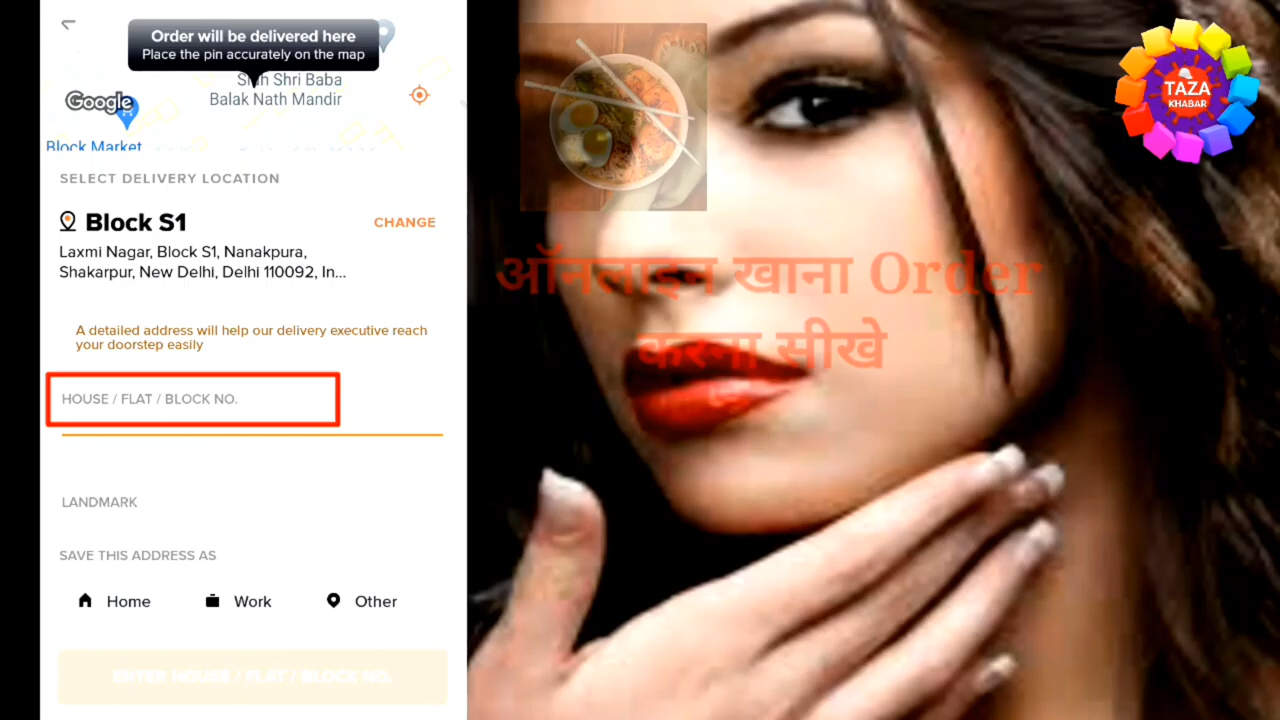 Order will be delivered here
Place the pin accurately on the map
Shri Baba
Balak Nath Mandir
Google
Block Market
SELECT DELIVERY LOCATION
Block S1
CHANGE
Laxmi Nagar, Block S1, Nanakpura,
Shakarpur, New Delhi, Delhi 110092, In...
A detailed address will help our delivery executive reach
your doorstep easily
HOUSE / FLAT / BLOCK NO.
LANDMARK
SAVE THIS ADDRESS AS
Home Work Other
ENTER HOUSE / FLAT / BLOCK NO.
ऑनलाइन खाना Order
करना सीखे
TAZA
KHABAR